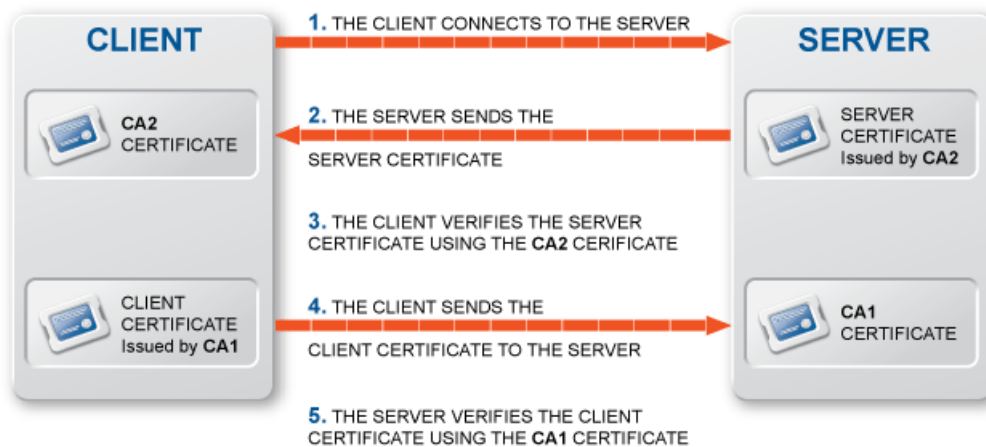 CLIENT
CA2
CERTIFICATE
CLIENT
CERTIFICATE
Issued by CA1
1. THE CLIENT CONNECTS TO THE SERVER
2. THE SERVER SENDS THE
SERVER CERTIFICATE
3. THE CLIENT VERIFIES THE SERVER
CERTIFICATE USING THE CA2 CERIFICATE
4. THE CLIENT SENDS THE
CLIENT CERTIFICATE TO THE SERVER
5. THE SERVER VERIFIES THE CLIENT
CERTIFICATE USING THE CA1 CERTIFICATE
SERVER
SERVER
CERTIFICATE
Issued by CA2
CA1
CERTIFICATE